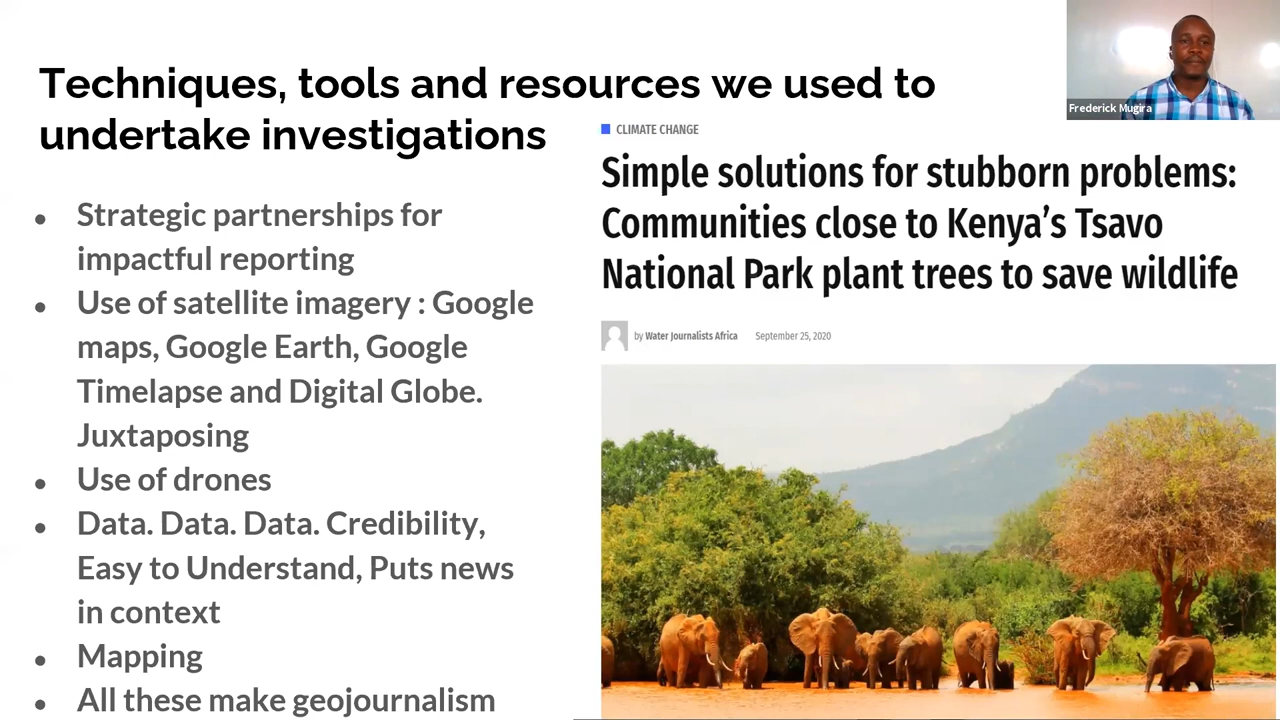 Techniques, tools and resources we used to
undertake investigations
● Strategic partnerships for
impactful reporting
● Use of satellite imagery : Google
maps, Google Earth, Google
Timelapse and Digital Globe.
Juxtaposing
● Use of drones
● Data. Data. Data. Credibility,
Easy to Understand, Puts news
in context
● Mapping
● All these make geojournalism
CLIMATE CHANGE
Simple solutions for stubborn problems:
Communities close to Kenya’s Tsavo
National Park plant trees to save wildlife
by Water Journalists Africa September 25, 2020
Frederick Mugira